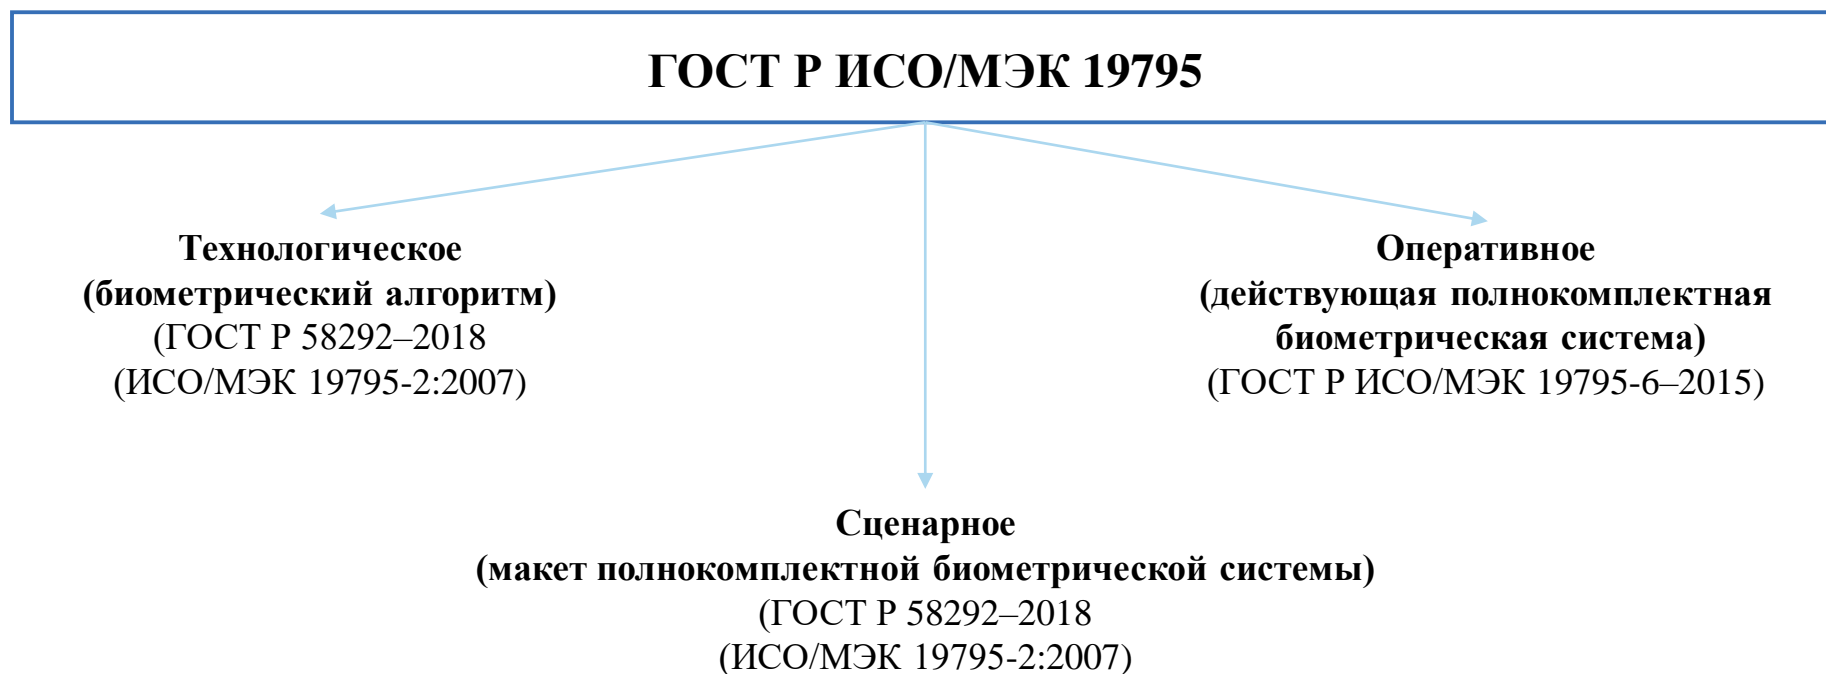 ГОСТ Р ИСО/МЭК 19795
Технологическое
(биометрический алгоритм)
(ГОСТ Р 58292–2018
(ИСО/МЭК 19795-2:2007)
Оперативное
(действующая полнокомплектная
биометрическая система)
(ГОСТ Р ИСО/МЭК 19795-6–2015)
Сценарное
(макет полнокомплектной биометрической системы)
(ГОСТ Р 58292–2018
(ИСО/МЭК 19795-2:2007)